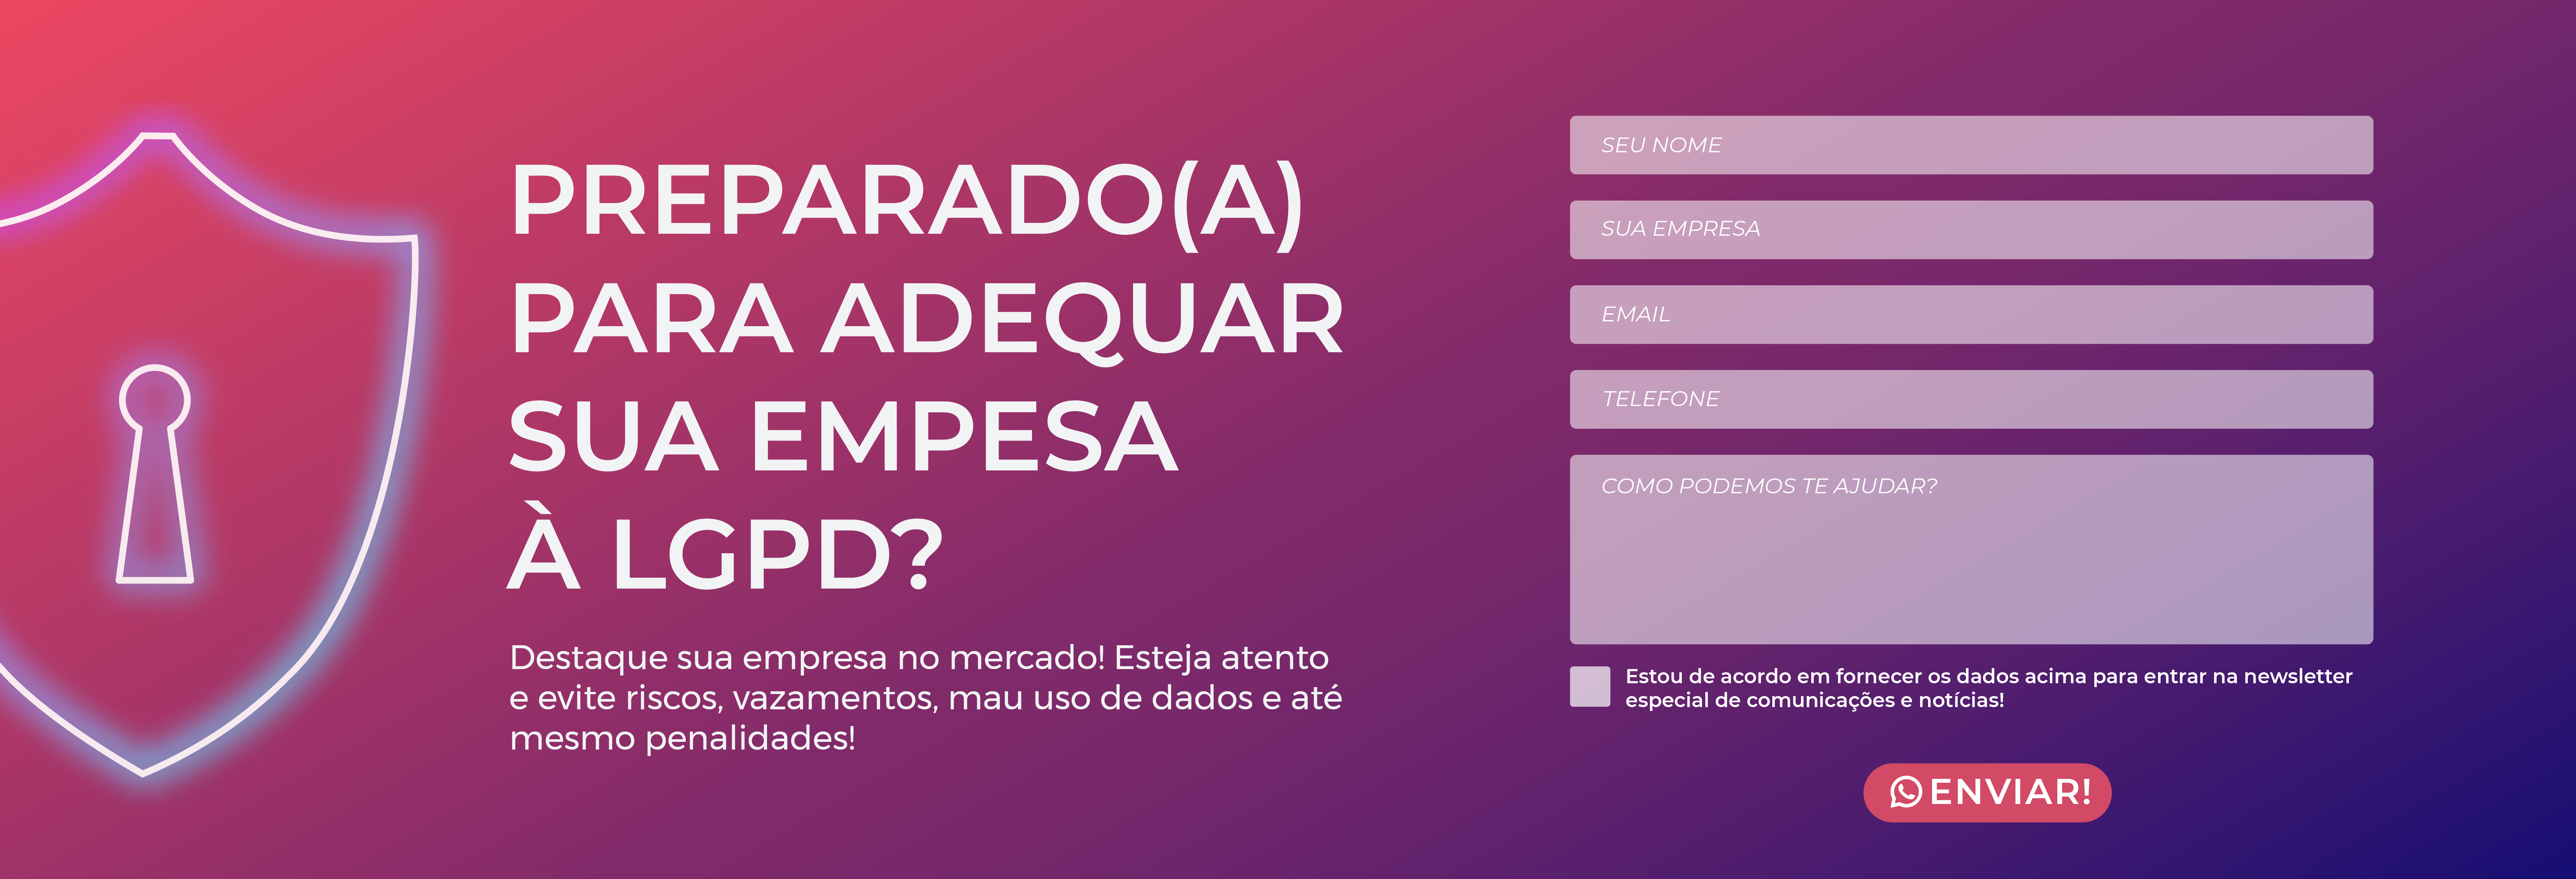 PREPARADO(A)
PARA ADEQUAR
SUA EMPESA
À LGPD?
Destaque sua empresa no mercado! Esteja atento
e evite riscos, vazamentos, mau uso de dados e até
mesmo penalidades!
SEU NOME
SUA EMPRESA
EMAIL
TELEFONE
COMO PODEMOS TE AJUDAR?
Estou de acordo em fornecer os dados acima para entrar na newsletter
especial de comunicações e notícias!
ENVIAR!